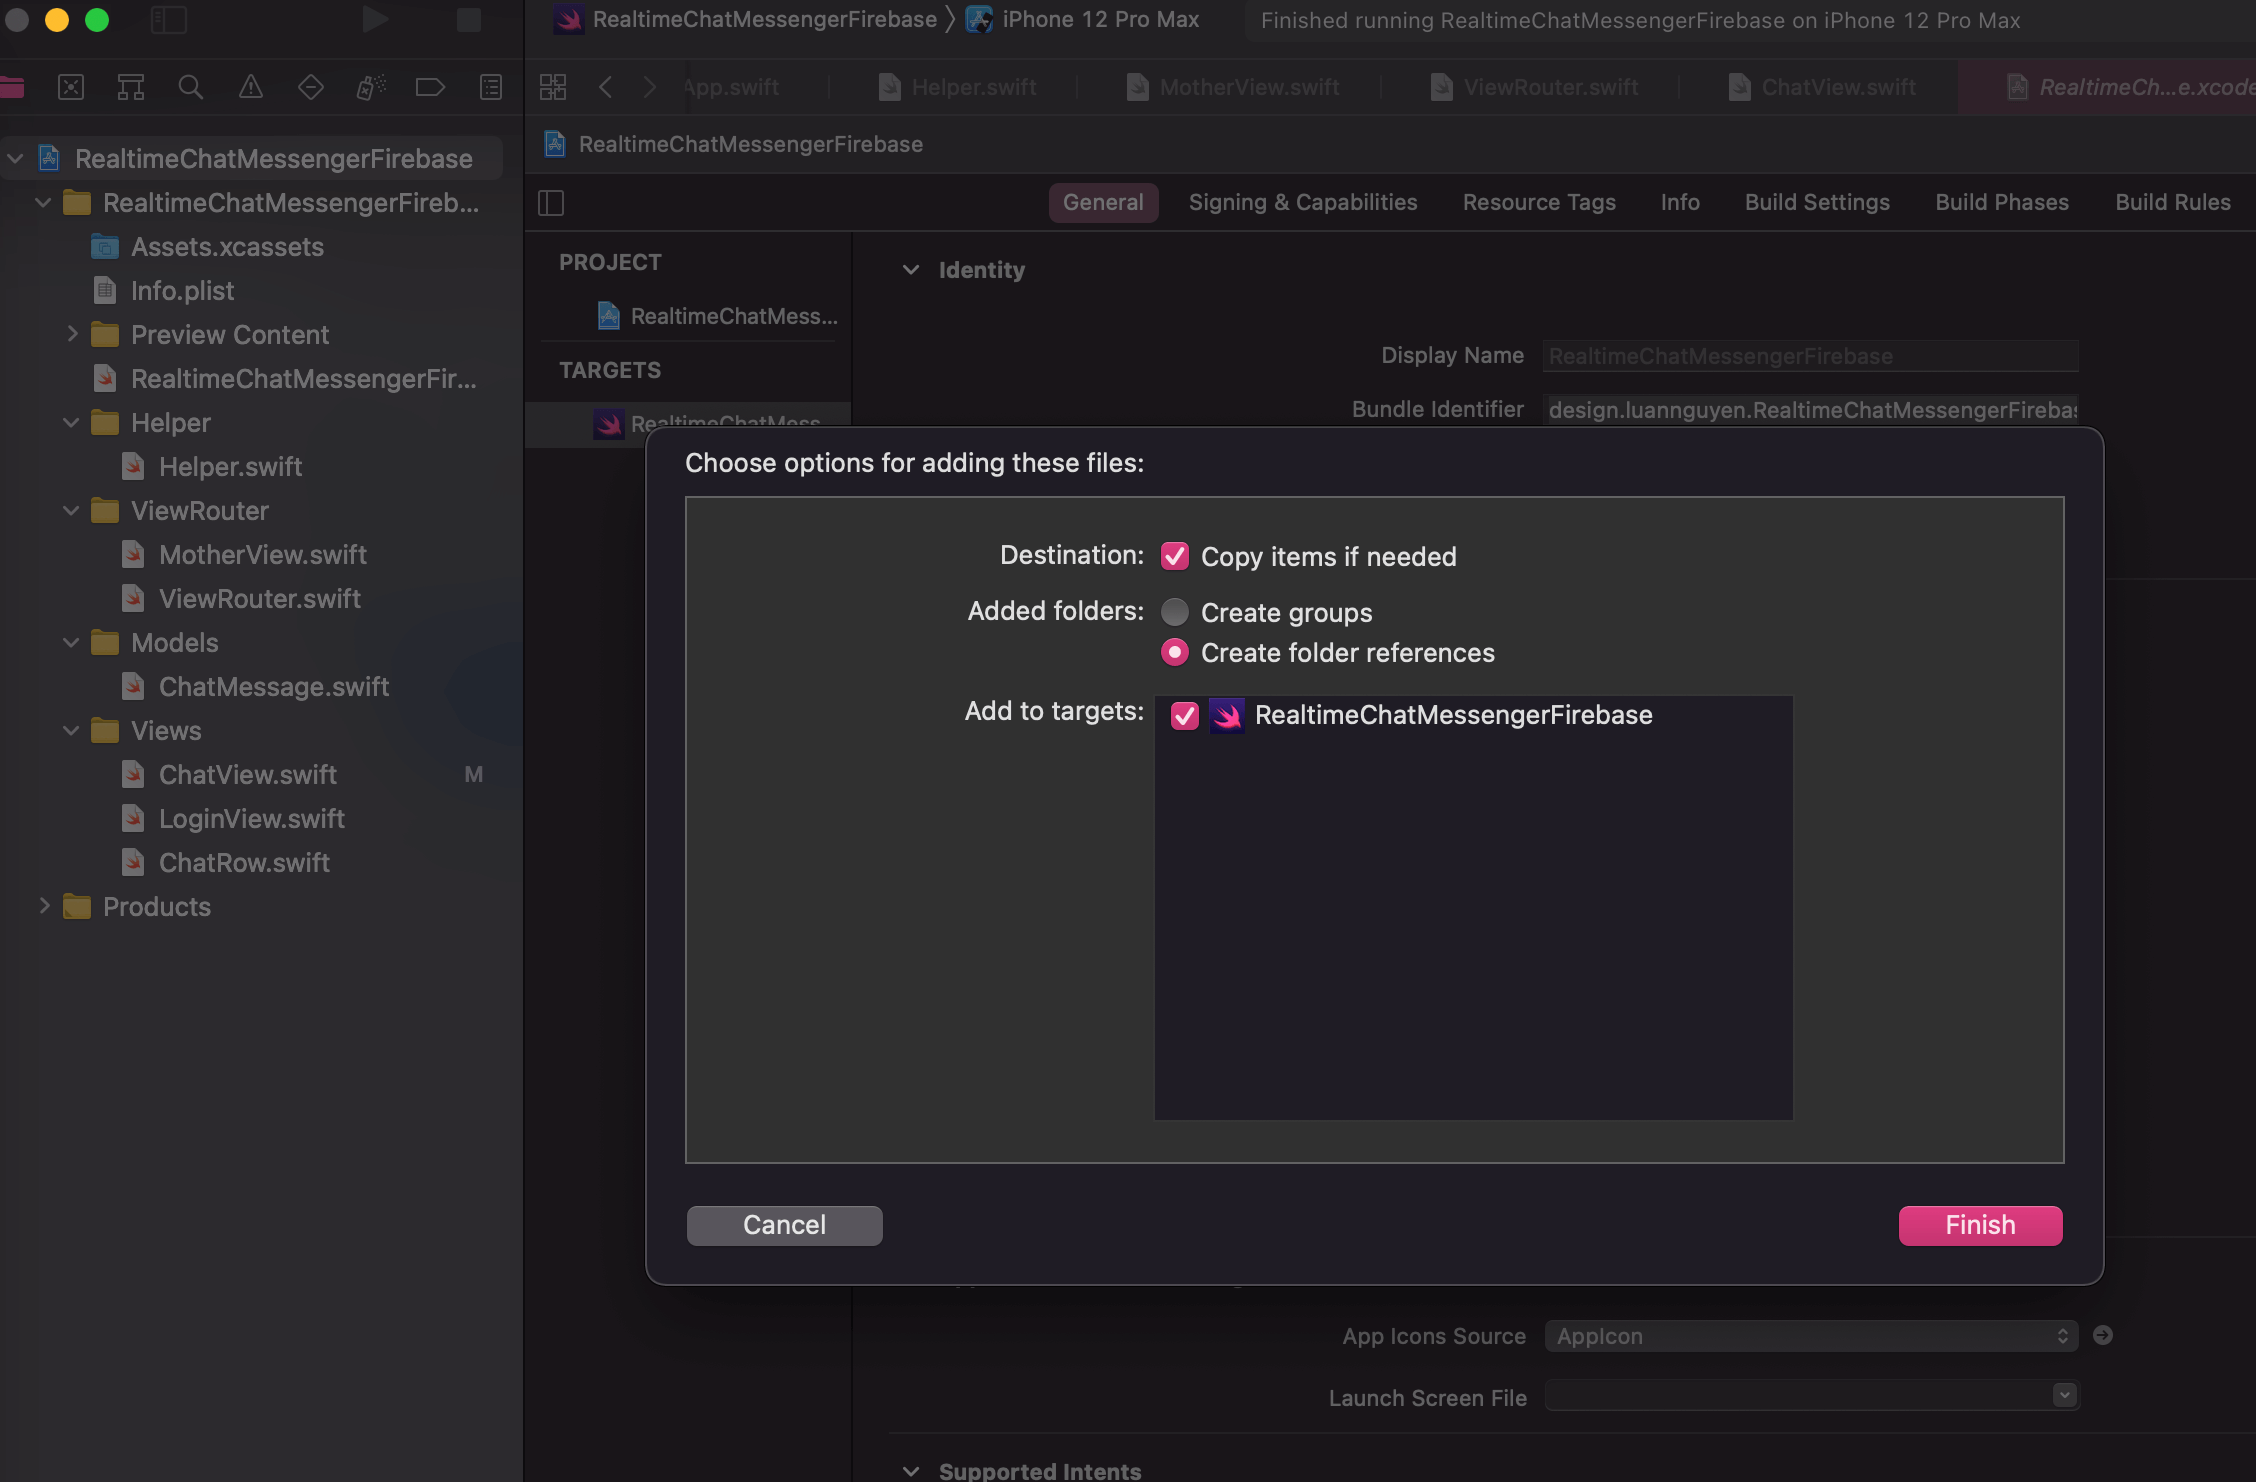 RealtimeChatMessengerFirebase
iPhone 12 Pro Max
Finished running RealtimeChatMessengerFirebase on iPhone 12 Pro Max
App.swift
Helper.swift
MotherView.swift
ViewRouter.swift
ChatView.swift
RealtimeCh...e.xcode
RealtimeChatMessengerFirebase
General
Signing & Capabilities
Resource Tags
Info
Build Settings
Build Phases
Build Rules
RealtimeChatMessengerFirebase
RealtimeChatMessengerFireb...
Assets.xcassets
Info.plist
Preview Content
RealtimeChatMessengerFir...
Helper
Helper.swift
ViewRouter
MotherView.swift
ViewRouter.swift
Models
ChatMessage.swift
Views
ChatView.swift M
LoginView.swift
ChatRow.swift
Products
PROJECT
RealtimeChatMess...
TARGETS
RealtimeChatMess...
Identity
Display Name RealtimeChatMessengerFirebase
Bundle Identifier design.luannguyen.RealtimeChatMessengerFirebas
Choose options for adding these files:
Destination: Copy items if needed
Added folders: Create groups
Create folder references
Add to targets: RealtimeChatMessengerFirebase
Cancel
Finish
App Icons Source AppIcon
Launch Screen File
Supported Intents